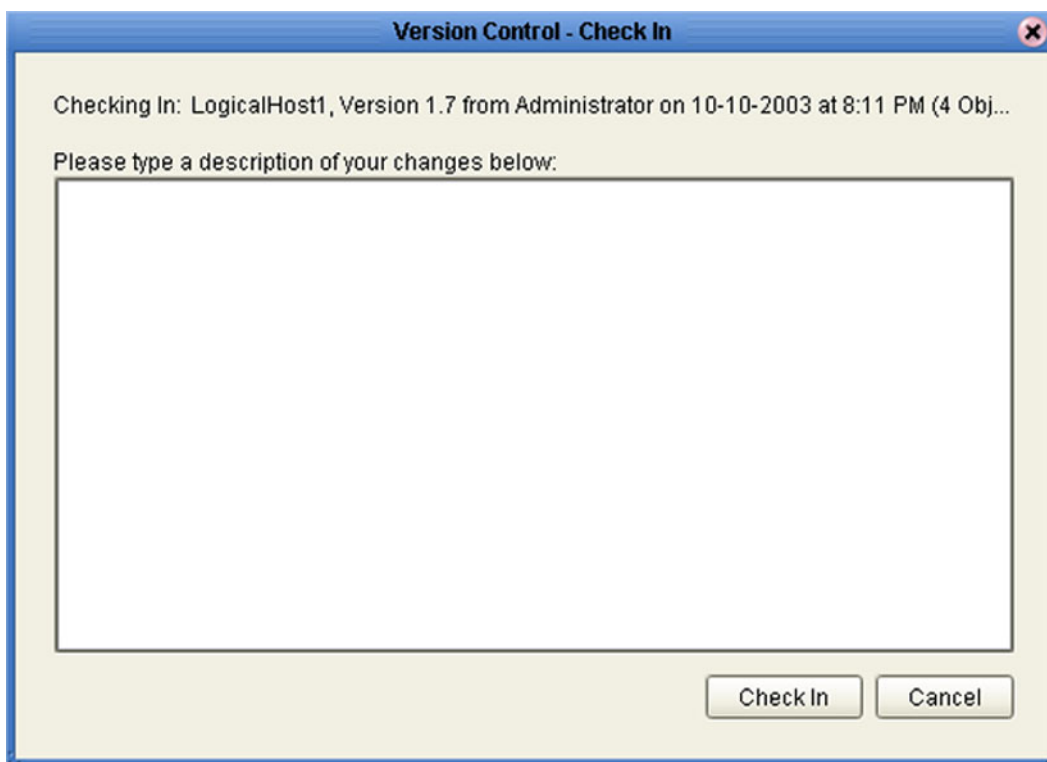 Version Control - Check In
Checking In: LogicalHost1, Version 1.7 from Administrator on 10-10-2003 at 8:11 PM (4 Obj...
Please type a description of your changes below:
Check In
Cancel